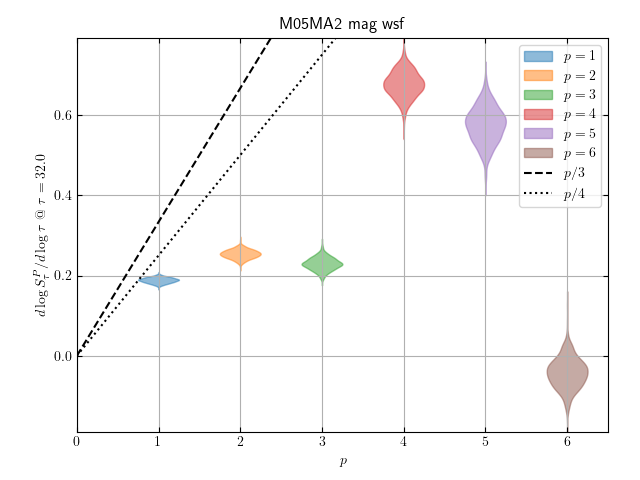 M05MA2 mag wsf
d log S_τ^P / d log τ @ τ = 32.0
0.6
0.4
0.2
0.0
0 1 2 3 4 5 6
p
p = 1
p = 2
p = 3
p = 4
p = 5
p = 6
p/3
p/4